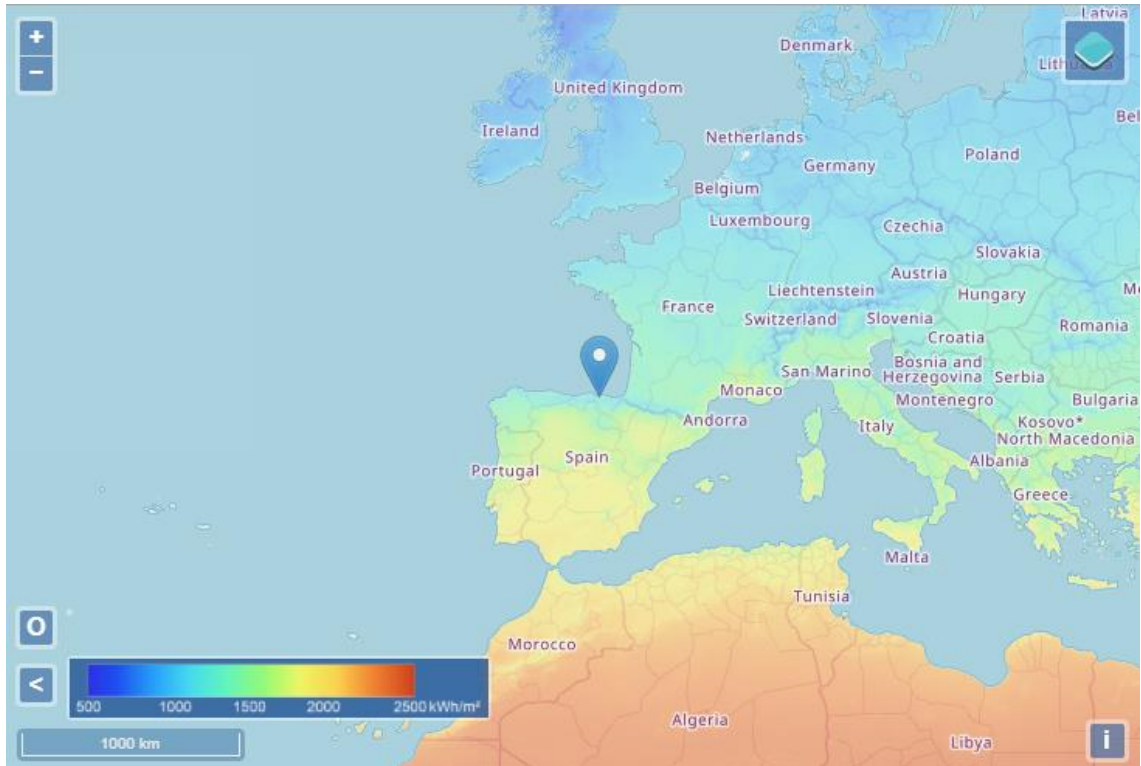 +
Latvia
Denmark
−
Lithuania
United Kingdom
Ireland
Netherlands
Germany
Poland
Belgium
Luxembourg
Czechia
Slovakia
Austria
Liechtenstein
Hungary
France
Switzerland
Slovenia
Romania
Croatia
San Marino
Bosnia and
Herzegovina
Serbia
Monaco
Montenegro
Bulgaria
Andorra
Italy
Kosovo*
North Macedonia
Portugal
Spain
Albania
Greece
Malta
Tunisia
O
Morocco
<
500 1000 1500 2000 2500 kWh/m²
Algeria
1000 km
Libya
i